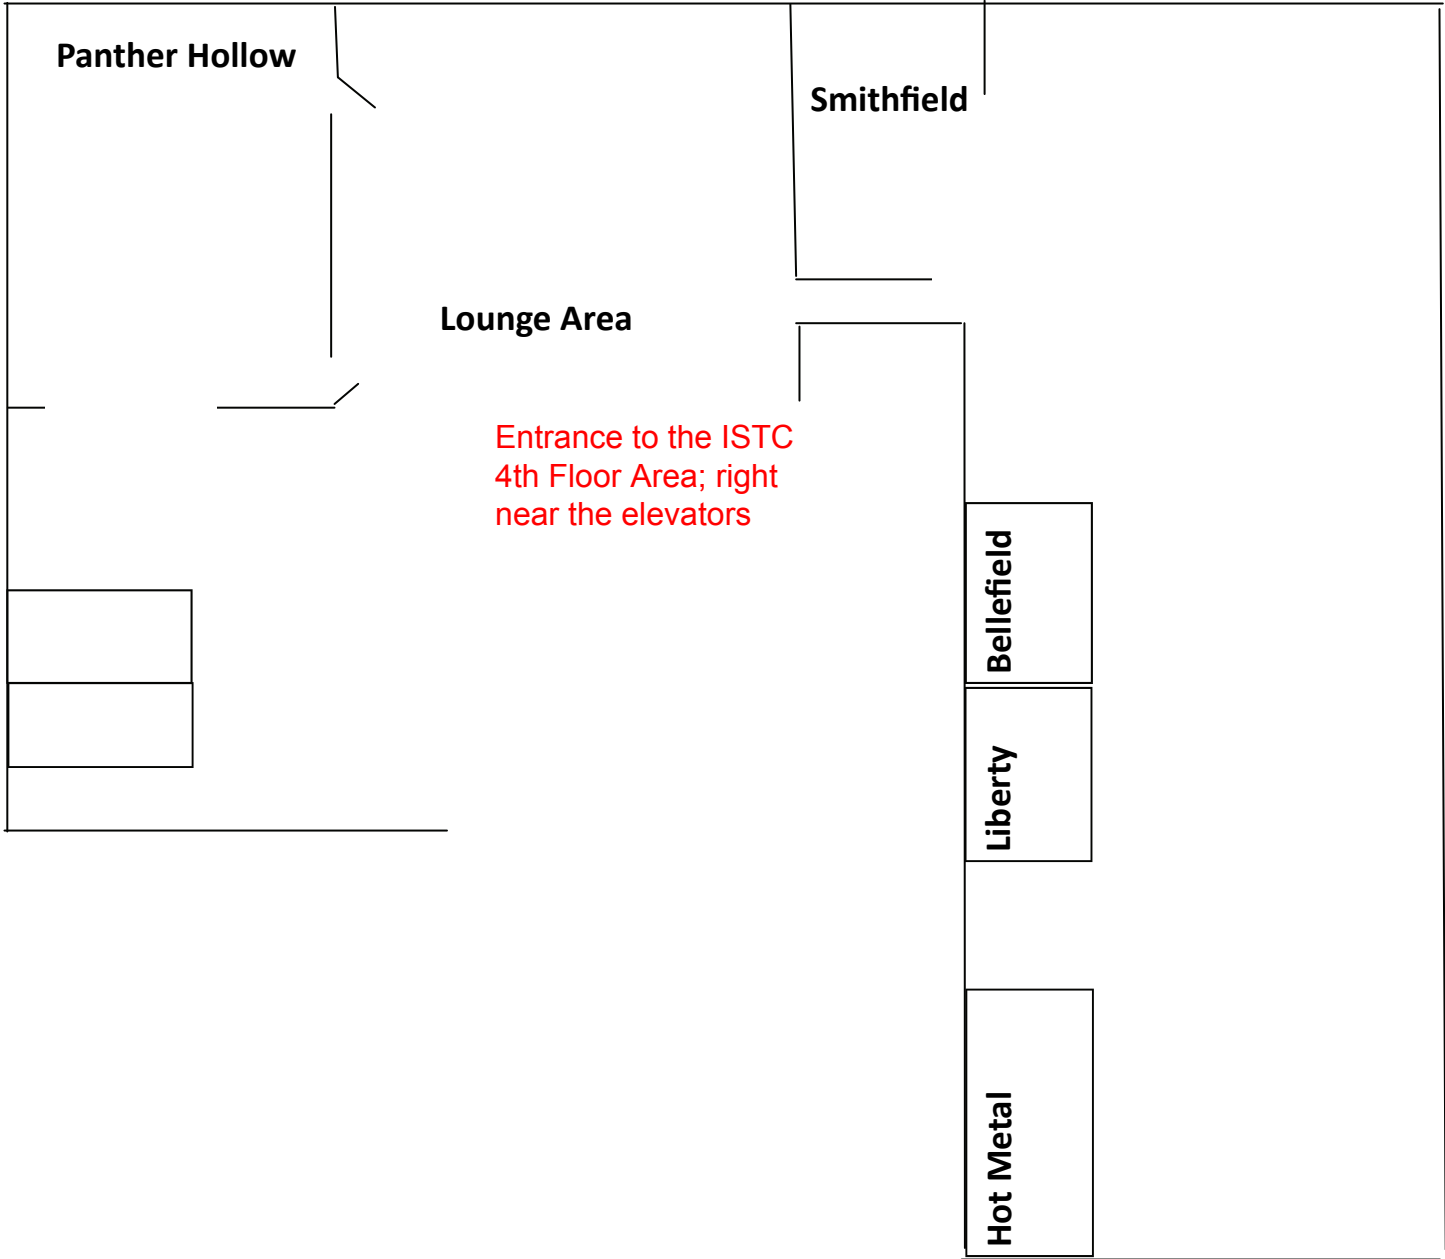 Panther Hollow
Smithfield
Lounge Area
Entrance to the ISTC
4th Floor Area; right
near the elevators
Bellefield
Liberty
Hot Metal